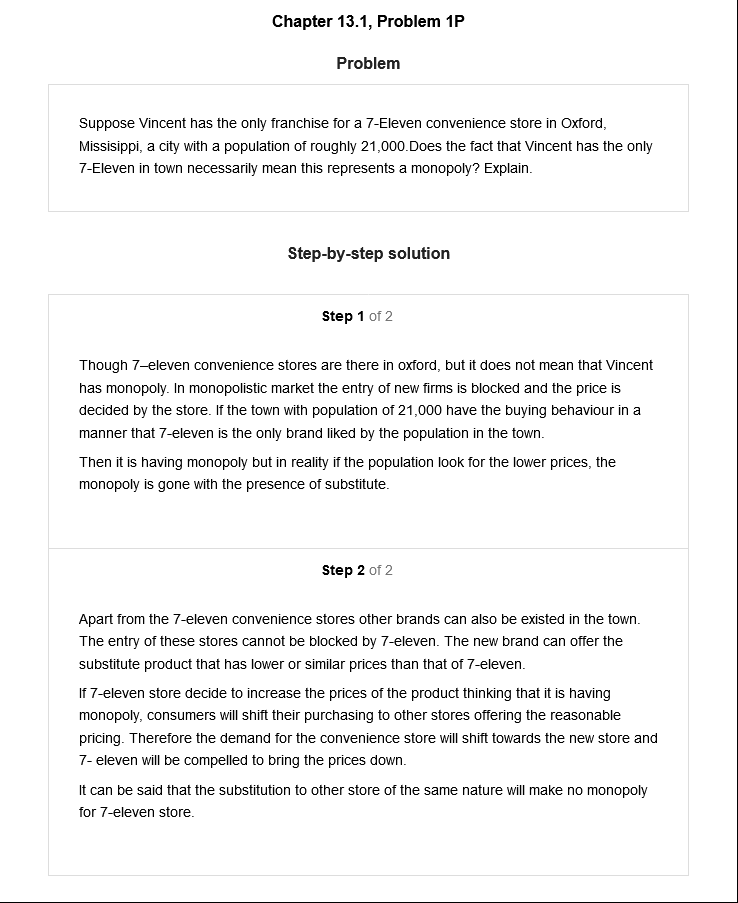 Chapter 13.1, Problem 1P
Problem
Suppose Vincent has the only franchise for a 7-Eleven convenience store in Oxford,
Missisippi, a city with a population of roughly 21,000.Does the fact that Vincent has the only
7-Eleven in town necessarily mean this represents a monopoly? Explain.
Step-by-step solution
Step 1 of 2
Though 7–eleven convenience stores are there in oxford, but it does not mean that Vincent
has monopoly. In monopolistic market the entry of new firms is blocked and the price is
decided by the store. If the town with population of 21,000 have the buying behaviour in a
manner that 7-eleven is the only brand liked by the population in the town.
Then it is having monopoly but in reality if the population look for the lower prices, the
monopoly is gone with the presence of substitute.
Step 2 of 2
Apart from the 7-eleven convenience stores other brands can also be existed in the town.
The entry of these stores cannot be blocked by 7-eleven. The new brand can offer the
substitute product that has lower or similar prices than that of 7-eleven.
If 7-eleven store decide to increase the prices of the product thinking that it is having
monopoly, consumers will shift their purchasing to other stores offering the reasonable
pricing. Therefore the demand for the convenience store will shift towards the new store and
7- eleven will be compelled to bring the prices down.
It can be said that the substitution to other store of the same nature will make no monopoly
for 7-eleven store.